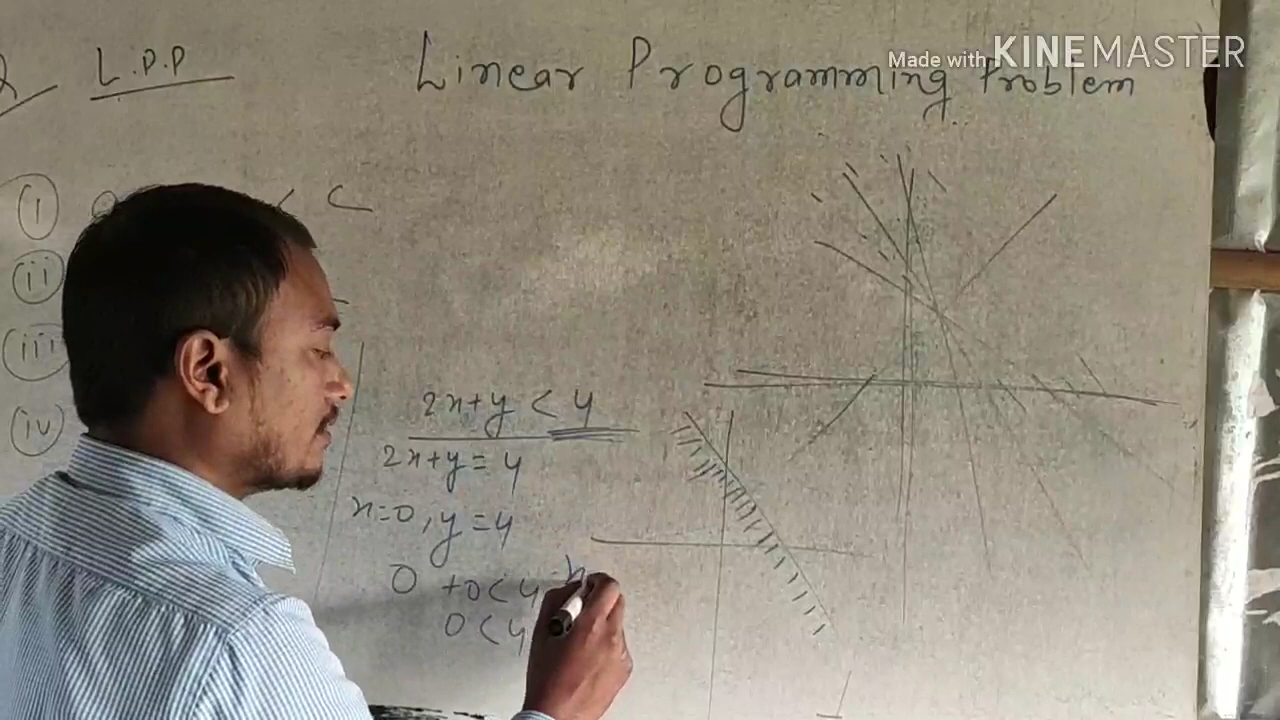 L.P.P Linear Programming Problem
Made with KINEMASTER
(i) <
(ii)
(iii)
(iv)
2x+y < 4
2x+y = 4
x=0, y=4
0 +0 < 4
0 < 4